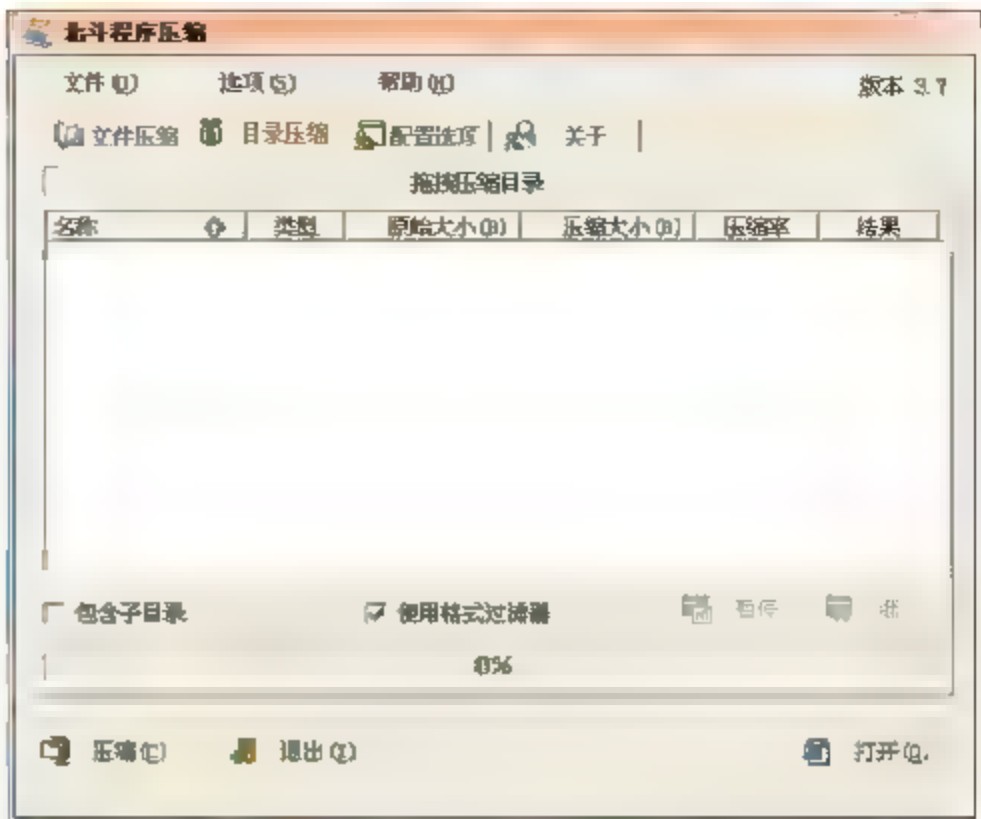 北斗程序压缩
文件 选项(S) 帮助(H) 版本 3.7
文件压缩 目录压缩 配置选项 关于
拖拽压缩目录
名称 类型 原始大小(B) 压缩大小(B) 压缩率 结果
包含子目录 使用格式过滤器 暂停
0%
压缩(C) 退出(X) 打开